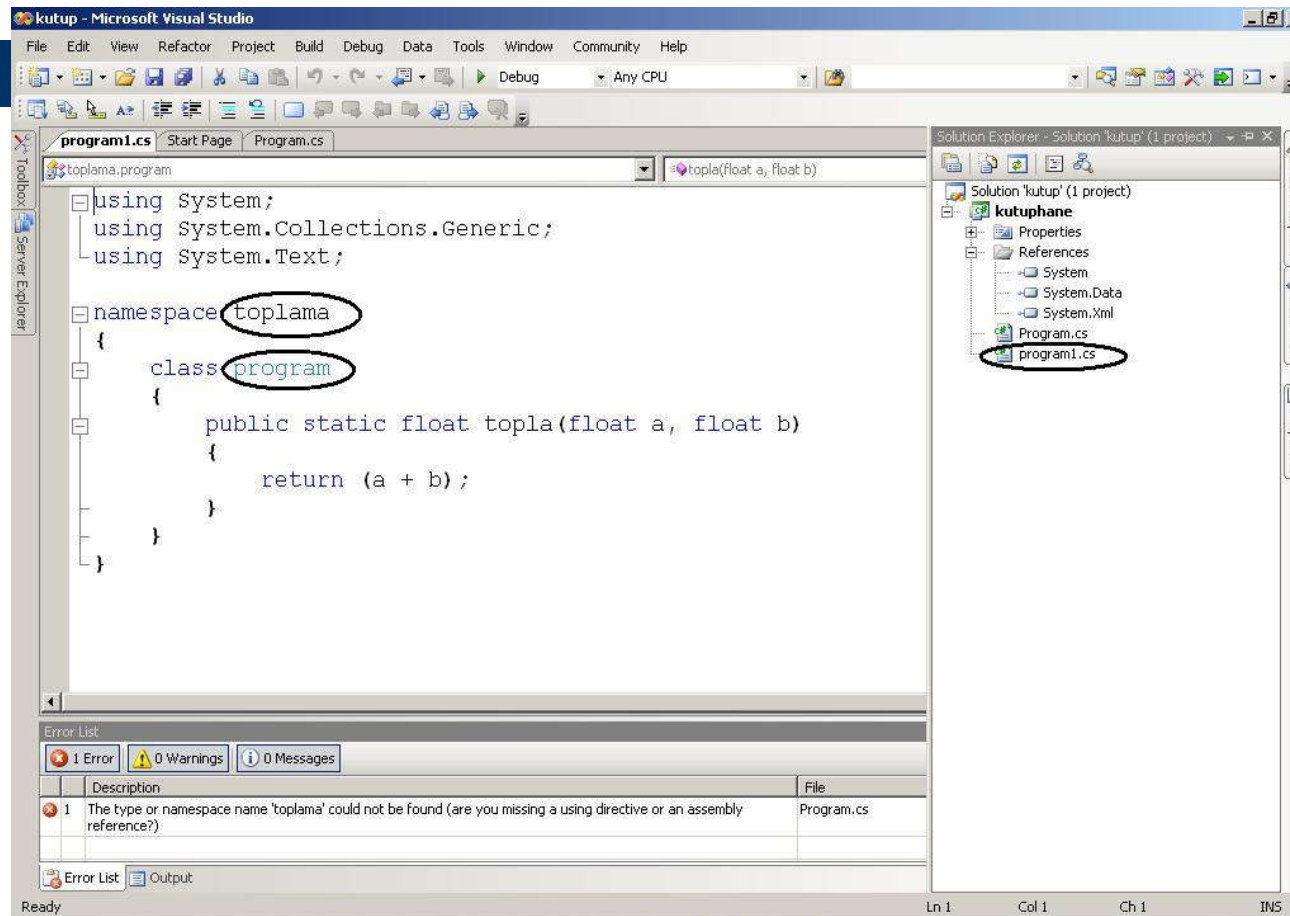 kutup - Microsoft Visual Studio
File Edit View Refactor Project Build Debug Data Tools Window Community Help
Debug Any CPU
program1.cs Start Page Program.cs
toplama.program topla(float a, float b)
Toolbox
Server Explorer
using System;
using System.Collections.Generic;
using System.Text;
namespace toplama
{
class program
{
public static float topla(float a, float b)
{
return (a + b);
}
}
}
Solution Explorer - Solution 'kutup' (1 project)
Solution 'kutup' (1 project)
kutuphane
Properties
References
System
System.Data
System.Xml
Program.cs
program1.cs
Error List
1 Error 0 Warnings 0 Messages
Description File
1 The type or namespace name 'toplama' could not be found (are you missing a using directive or an assembly Program.cs
reference?)
Error List Output
Ready Ln 1 Col 1 Ch 1 INS